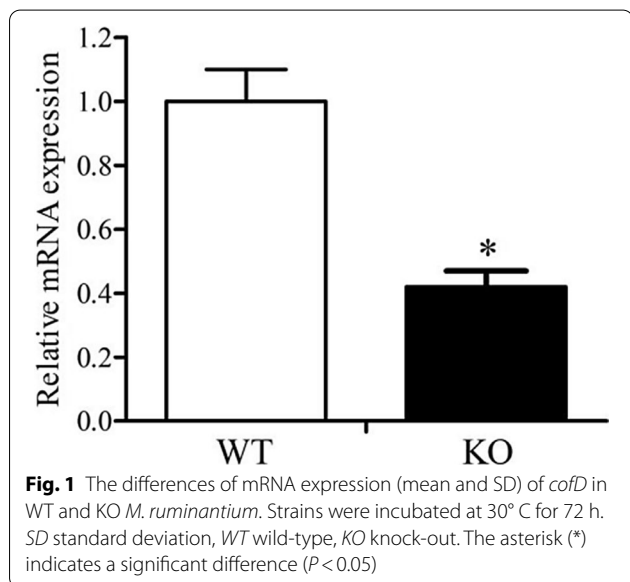 Relative mRNA expression
1.2
1.0
0.8
0.6
0.4
0.2
0.0
*
WT KO
Fig. 1 The differences of mRNA expression (mean and SD) of cofD in
WT and KO M. ruminantium. Strains were incubated at 30° C for 72 h.
SD standard deviation, WT wild-type, KO knock-out. The asterisk (*)
indicates a significant difference (P < 0.05)